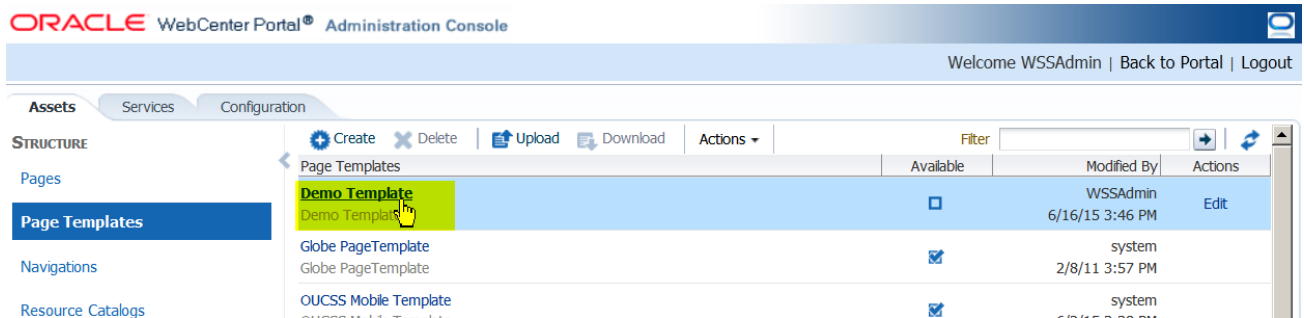 ORACLE WebCenter Portal® Administration Console
Welcome WSSAdmin | Back to Portal | Logout
Assets Services Configuration
STRUCTURE
Create Delete Upload Download Actions Filter
Pages
Page Templates Available Modified By Actions
Demo Template WSSAdmin
Demo Template 6/16/15 3:46 PM Edit
Page Templates
Globe PageTemplate system
Globe PageTemplate 2/8/11 3:57 PM
Navigations
OUCSS Mobile Template system
Resource Catalogs